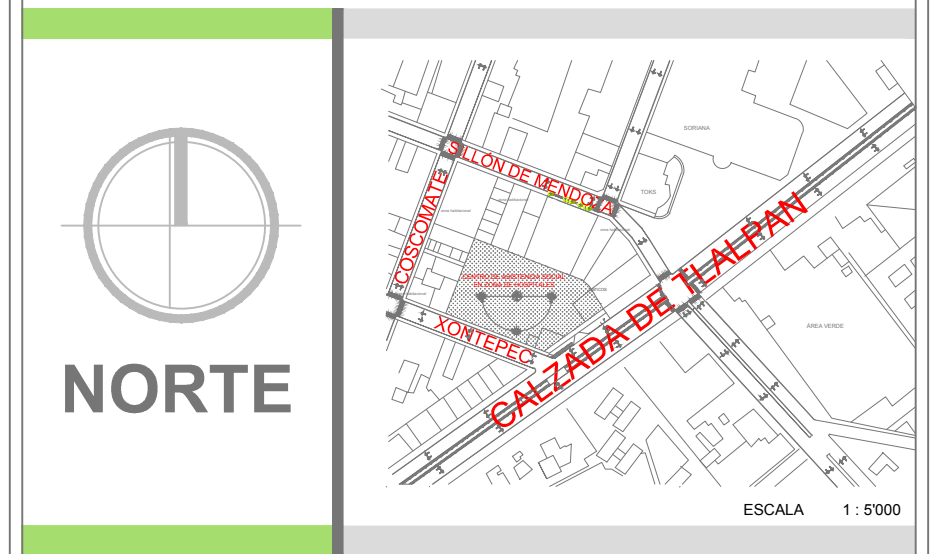 NORTE
SORIANA
SILLÓN DE MENDOZA
TOKS
COSCOMATE
CALZADA DE TLALPAN
CENTRO DE ASISTENCIA SOCIAL
EN ZONA DE HOSPITALES
XONTEPEC
ÁREA VERDE
ESCALA 1 : 5'000